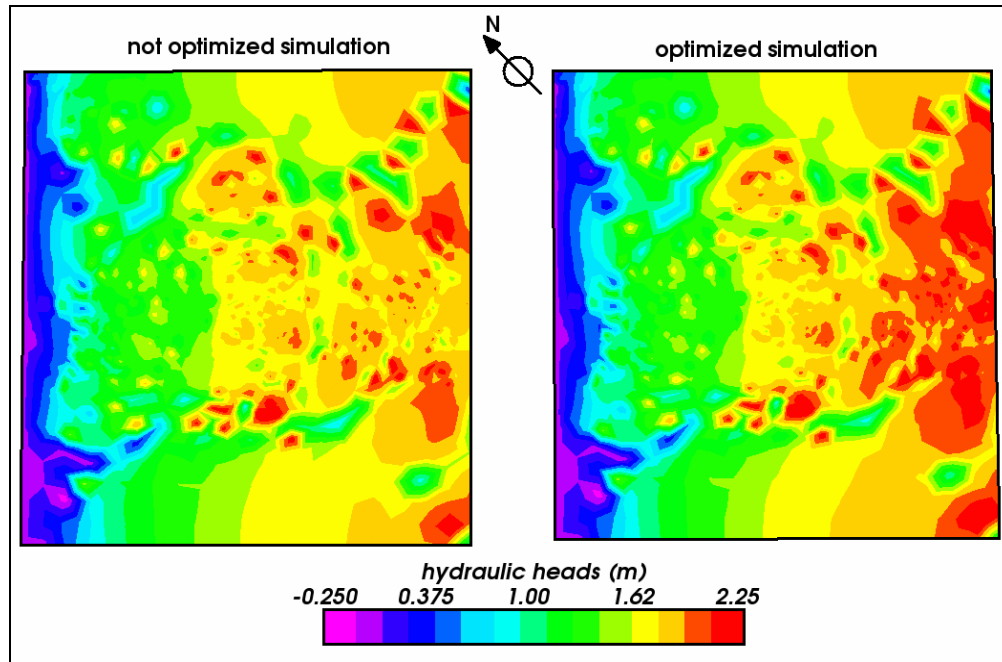 N
not optimized simulation
optimized simulation
hydraulic heads (m)
-0.250 0.375 1.00 1.62 2.25